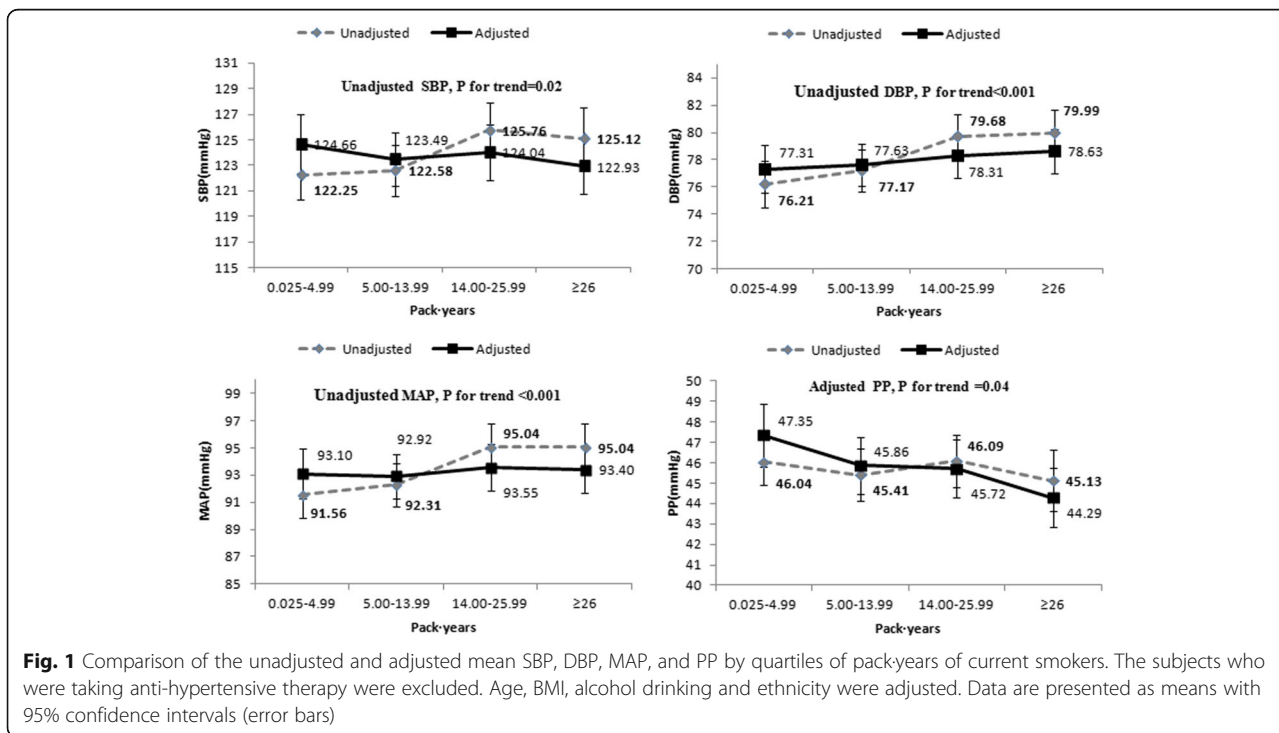 Unadjusted Adjusted
Unadjusted SBP, P for trend=0.02
SBP(mmHg)
131
129
127
125
123
121
119
117
115
124.66
123.49
125.76
124.04
125.12
122.93
122.25
122.58
0.025-4.99 5.00-13.99 14.00-25.99 ≥26
Pack·years
Unadjusted Adjusted
Unadjusted DBP, P for trend<0.001
DBP(mmHg)
84
82
80
78
76
74
72
70
77.31
77.63
79.68
79.99
76.21
77.17
78.31
78.63
0.025-4.99 5.00-13.99 14.00-25.99 ≥26
Pack·years
Unadjusted Adjusted
Unadjusted MAP, P for trend <0.001
MAP(mmHg)
99
97
95
93
91
89
87
85
93.10
92.92
95.04
95.04
91.56
92.31
93.55
93.40
0.025-4.99 5.00-13.99 14.00-25.99 ≥26
Pack·years
Unadjusted Adjusted
Adjusted PP, P for trend =0.04
PP(mmHg)
50
49
48
47
46
45
44
43
42
41
40
47.35
45.86
46.09
45.13
46.04
45.41
45.72
44.29
0.025-4.99 5.00-13.99 14.00-25.99 ≥26
Pack·years
Fig. 1 Comparison of the unadjusted and adjusted mean SBP, DBP, MAP, and PP by quartiles of pack·years of current smokers. The subjects who
were taking anti-hypertensive therapy were excluded. Age, BMI, alcohol drinking and ethnicity were adjusted. Data are presented as means with
95% confidence intervals (error bars)